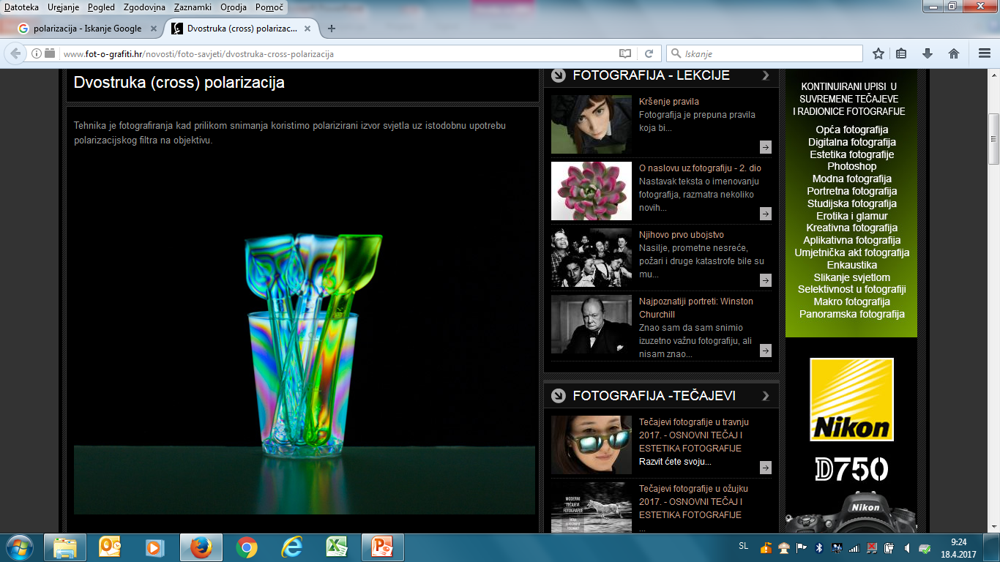 Datoteka Urejanje Pogled Zgodovina Zaznamki Orodja Pomoč
polarizacija - Iskanje Google
Dvostruka (cross) polarizac...
www.fot-o-grafiti.hr/novosti/foto-savjeti/dvostruka-cross-polarizacija
Iskanje
Dvostruka (cross) polarizacija
Tehnika je fotografiranja kad prilikom snimanja koristimo polarizirani izvor svjetla uz istodobnu upotrebu
polarizacijskog filtra na objektivu.
FOTOGRAFIJA - LEKCIJE
Kršenje pravila
Fotografija je prepuna pravila
koja bi...
O naslovu uz fotografiju - 2. dio
Nastavak teksta o imenovanju
fotografija, razmatra nekoliko
novih...
Njihovo prvo ubojstvo
Nasilje, prometne nesreće,
požari i druge katastrofe bile su
mu...
Najpoznatiji portreti: Winston
Churchill
Znao sam da sam snimio
izuzetno važnu fotografiju, ali
nisam znao...
FOTOGRAFIJA -TEČAJEVI
Tečajevi fotografije u travnju
2017. - OSNOVNI TEČAJ I
ESTETIKA FOTOGRAFIJE
Razvit ćete svoju...
MODERNI
TEČAJEVI
FOTOGRAFIJE
Tečajevi fotografije u ožujku
2017. - OSNOVNI TEČAJ I
ESTETIKA FOTOGRAFIJE
...
KONTINUIRANI UPISI U
SUVREMENE TEČAJEVE
I RADIONICE FOTOGRAFIJE
Opća fotografija
Digitalna fotografija
Estetika fotografije
Photoshop
Modna fotografija
Portretna fotografija
Studijska fotografija
Erotika i glamur
Kreativna fotografija
Aplikativna fotografija
Umjetnička akt fotografija
Enkaustika
Slikanje svjetlom
Selektivnost u fotografiji
Makro fotografija
Panoramska fotografija
Nikon
D750
Nikon
SL
9:24
18.4.2017